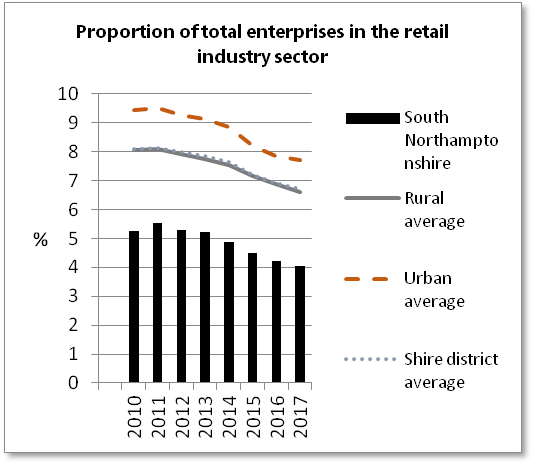 Proportion of total enterprises in the retail
industry sector
10
9
8
7
6
5
4
3
2
1
0
%
2010
2011
2012
2013
2014
2015
2016
2017
South
Northampto
nshire
Rural
average
Urban
average
Shire district
average